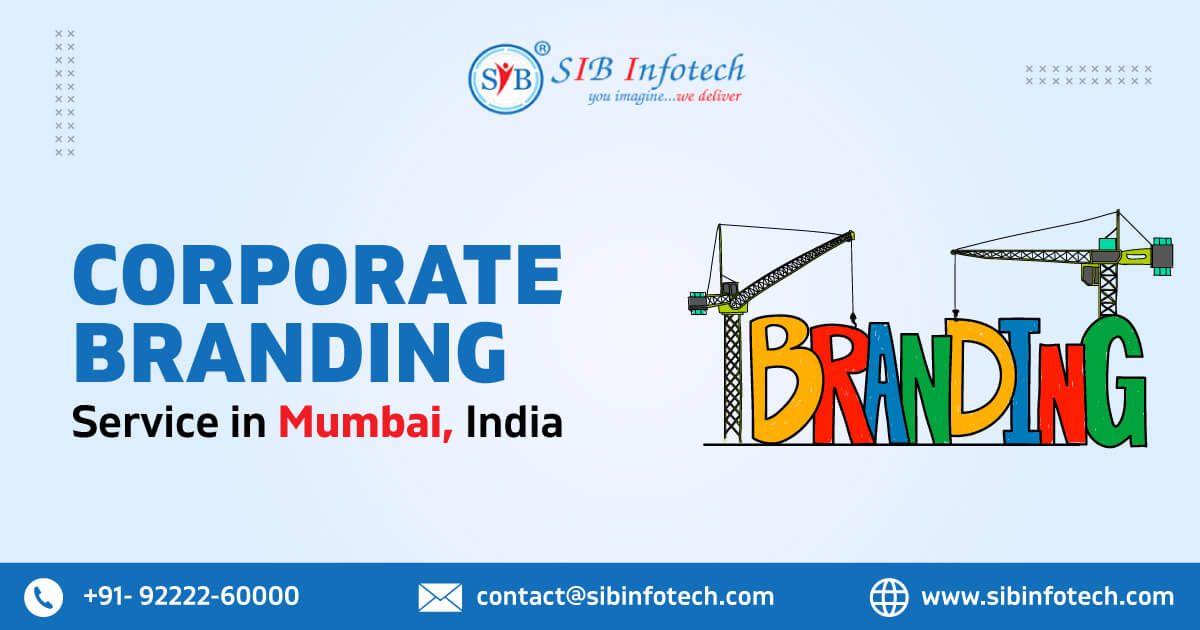 SIB
®
SIB Infotech
you imagine...we deliver
CORPORATE
BRANDING
Service in Mumbai, India
BRANDING
+91- 92222-60000
contact@sibinfotech.com
www.sibinfotech.com